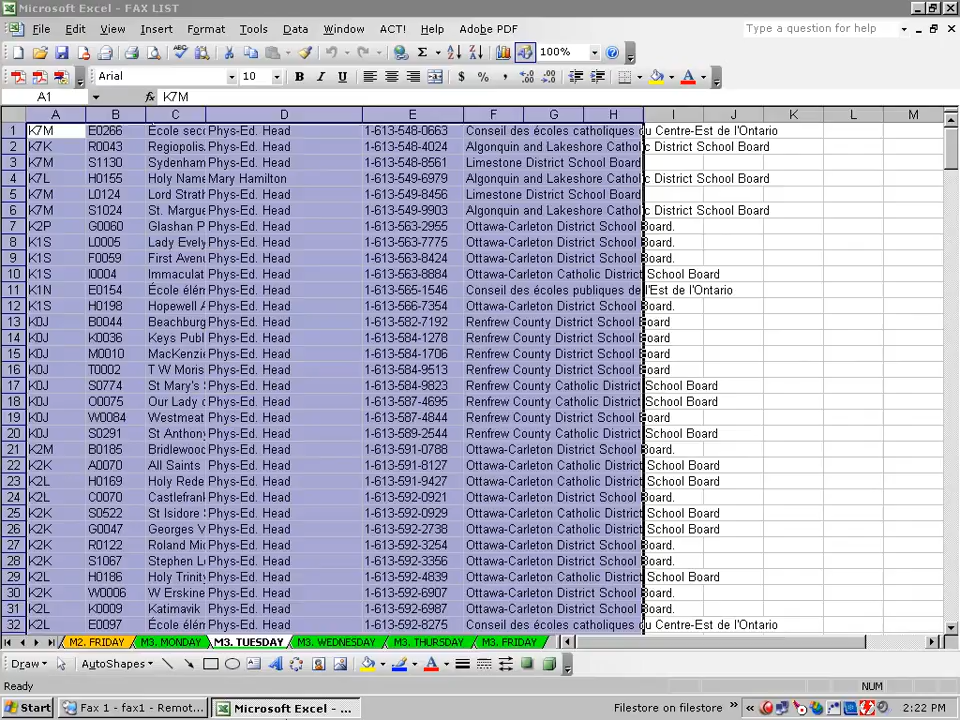 Microsoft Excel - FAX LIST
File Edit View Insert Format Tools Data Window ACT! Help Adobe PDF Type a question for help
100%
Arial 10 B I U $ % ,
A1 fx K7M
A B C D E F G H I J K L M
1 K7M E0266 École seco Phys-Ed. Head 1-613-548-0663 Conseil des écoles catholiques du Centre-Est de l'Ontario
2 K7K R0043 Regiopolis. Phys-Ed. Head 1-613-548-4024 Algonquin and Lakeshore Catholic District School Board
3 K7M S1130 Sydenham Phys-Ed. Head 1-613-548-8561 Limestone District School Board
4 K7L H0155 Holy Name Mary Hamilton 1-613-549-6979 Algonquin and Lakeshore Catholic District School Board
5 K7M L0124 Lord Strath Phys-Ed. Head 1-613-549-8456 Limestone District School Board
6 K7M S1024 St. Margue Phys-Ed. Head 1-613-549-9903 Algonquin and Lakeshore Catholic District School Board
7 K2P G0060 Glashan P Phys-Ed. Head 1-613-563-2955 Ottawa-Carleton District School Board.
8 K1S L0005 Lady Evely Phys-Ed. Head 1-613-563-7775 Ottawa-Carleton District School Board.
9 K1S F0059 First Avenu Phys-Ed. Head 1-613-563-8424 Ottawa-Carleton District School Board.
10 K1S I0004 Immaculat Phys-Ed. Head 1-613-563-8884 Ottawa-Carleton Catholic District School Board
11 K1N E0154 École élém Phys-Ed. Head 1-613-565-1546 Conseil des écoles publiques de l'Est de l'Ontario
12 K1S H0198 Hopewell A Phys-Ed. Head 1-613-566-7354 Ottawa-Carleton District School Board.
13 K0J B0044 Beachburg Phys-Ed. Head 1-613-582-7192 Renfrew County District School Board
14 K0J K0036 Keys Publ Phys-Ed. Head 1-613-584-1278 Renfrew County District School Board
15 K0J M0010 MacKenzie Phys-Ed. Head 1-613-584-1706 Renfrew County District School Board
16 K0J T0002 T W Moris Phys-Ed. Head 1-613-584-9513 Renfrew County District School Board
17 K0J S0774 St Mary's Phys-Ed. Head 1-613-584-9823 Renfrew County Catholic District School Board
18 K0J O0075 Our Lady o Phys-Ed. Head 1-613-587-4695 Renfrew County Catholic District School Board
19 K0J W0084 Westmeat Phys-Ed. Head 1-613-587-4844 Renfrew County District School Board
20 K0J S0291 St Anthony Phys-Ed. Head 1-613-589-2544 Renfrew County Catholic District School Board
21 K2M B0185 Bridlewood Phys-Ed. Head 1-613-591-0788 Ottawa-Carleton District School Board.
22 K2K A0070 All Saints Phys-Ed. Head 1-613-591-8127 Ottawa-Carleton Catholic District School Board
23 K2L H0169 Holy Rede Phys-Ed. Head 1-613-591-9427 Ottawa-Carleton Catholic District School Board
24 K2L C0070 Castlefrank Phys-Ed. Head 1-613-592-0921 Ottawa-Carleton District School Board.
25 K2K S0522 St Isidore Phys-Ed. Head 1-613-592-0929 Ottawa-Carleton Catholic District School Board
26 K2K G0047 Georges V Phys-Ed. Head 1-613-592-2738 Ottawa-Carleton Catholic District School Board
27 K2K R0122 Roland Mic Phys-Ed. Head 1-613-592-3254 Ottawa-Carleton District School Board.
28 K2K S1067 Stephen L Phys-Ed. Head 1-613-592-3356 Ottawa-Carleton District School Board.
29 K2L H0186 Holy Trinity Phys-Ed. Head 1-613-592-4839 Ottawa-Carleton Catholic District School Board
30 K2K W0006 W Erskine Phys-Ed. Head 1-613-592-6907 Ottawa-Carleton District School Board.
31 K2L K0009 Katimavik Phys-Ed. Head 1-613-592-6987 Ottawa-Carleton District School Board.
32 K2L E0097 École élém Phys-Ed. Head 1-613-592-8275 Conseil des écoles catholiques du Centre-Est de l'Ontario
M2. FRIDAY M3. MONDAY M3. TUESDAY M3. WEDNESDAY M3. THURSDAY M3. FRIDAY
Draw AutoShapes
Ready NUM
Start Fax 1 - fax1 - Remot... Microsoft Excel - ... Filestore on filestore » 2:22 PM